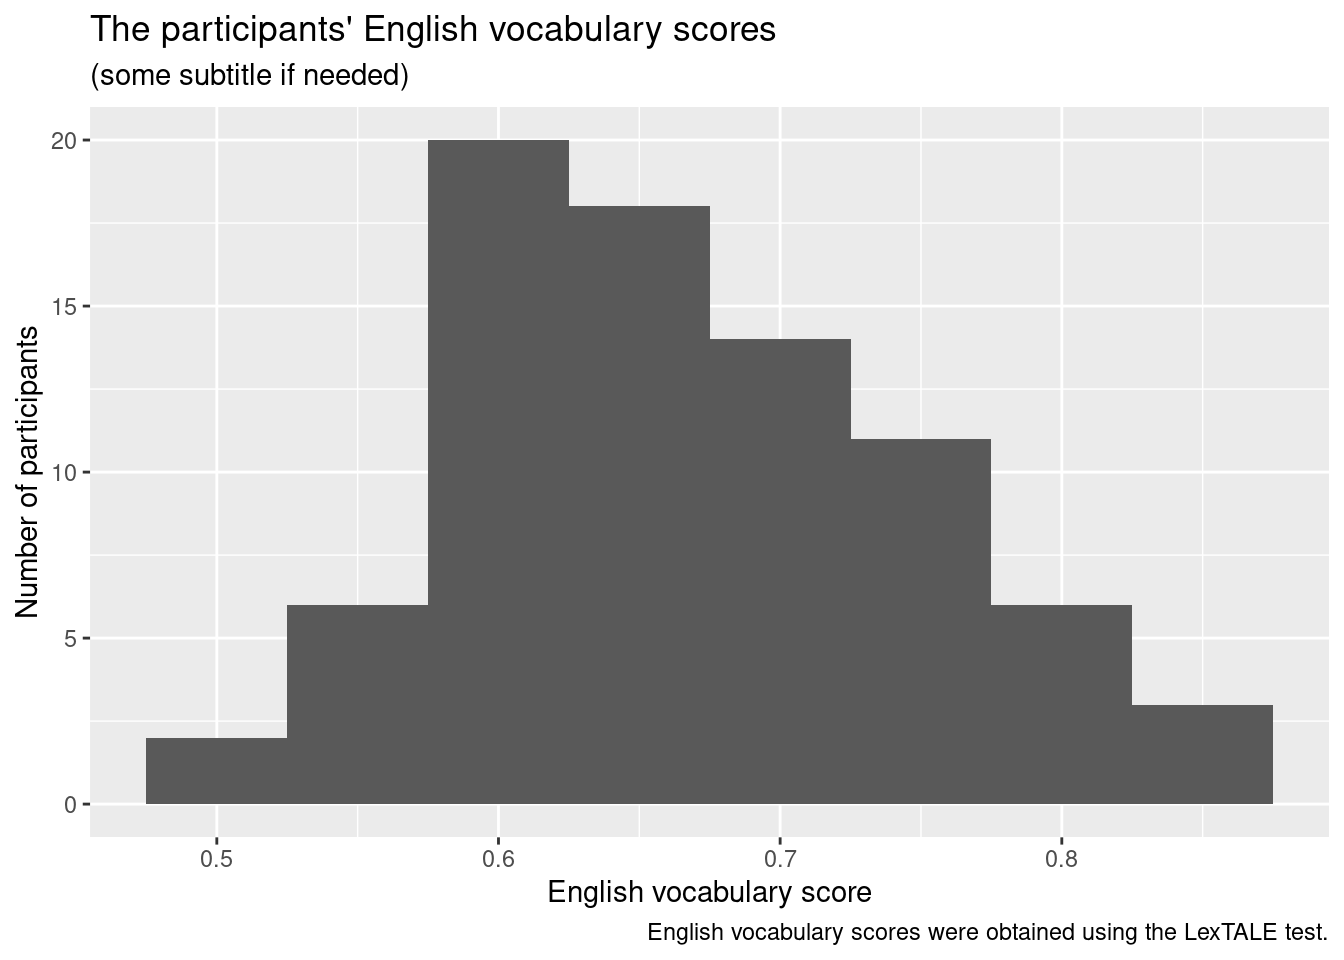 The participants' English vocabulary scores
(some subtitle if needed)
20
15
10
5
0
Number of participants
0.5 0.6 0.7 0.8
English vocabulary score
English vocabulary scores were obtained using the LexTALE test.